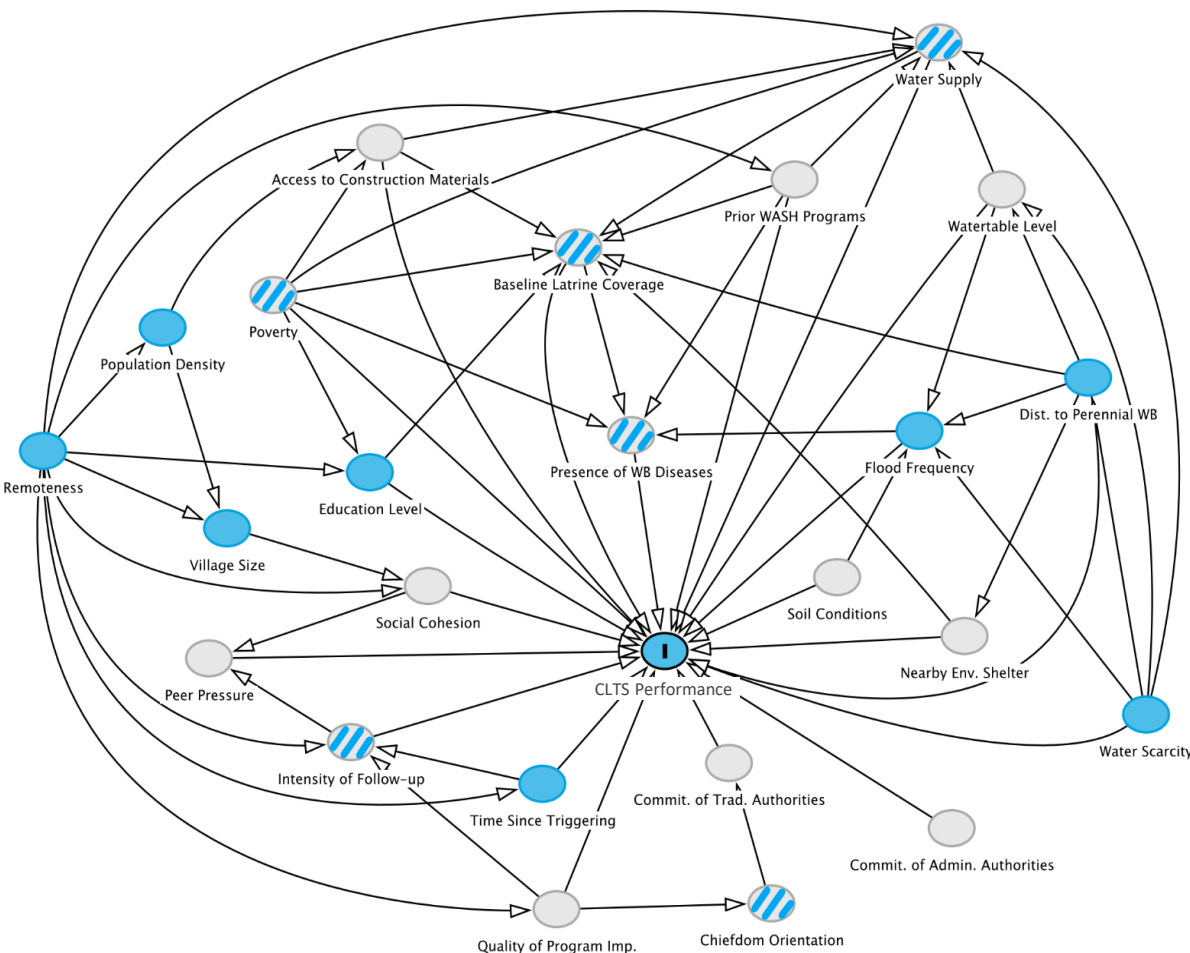 Water Supply
Access to Construction Materials
Prior WASH Programs
Watertable Level
Baseline Latrine Coverage
Poverty
Population Density
Dist. to Perennial WB
Presence of WB Diseases
Flood Frequency
Remoteness
Education Level
Village Size
Social Cohesion
Soil Conditions
Nearby Env. Shelter
Peer Pressure
CLTS Performance
Water Scarcity
Intensity of Follow-up
Commit. of Trad. Authorities
Time Since Triggering
Commit. of Admin. Authorities
Chiefdom Orientation
Quality of Program Imp.